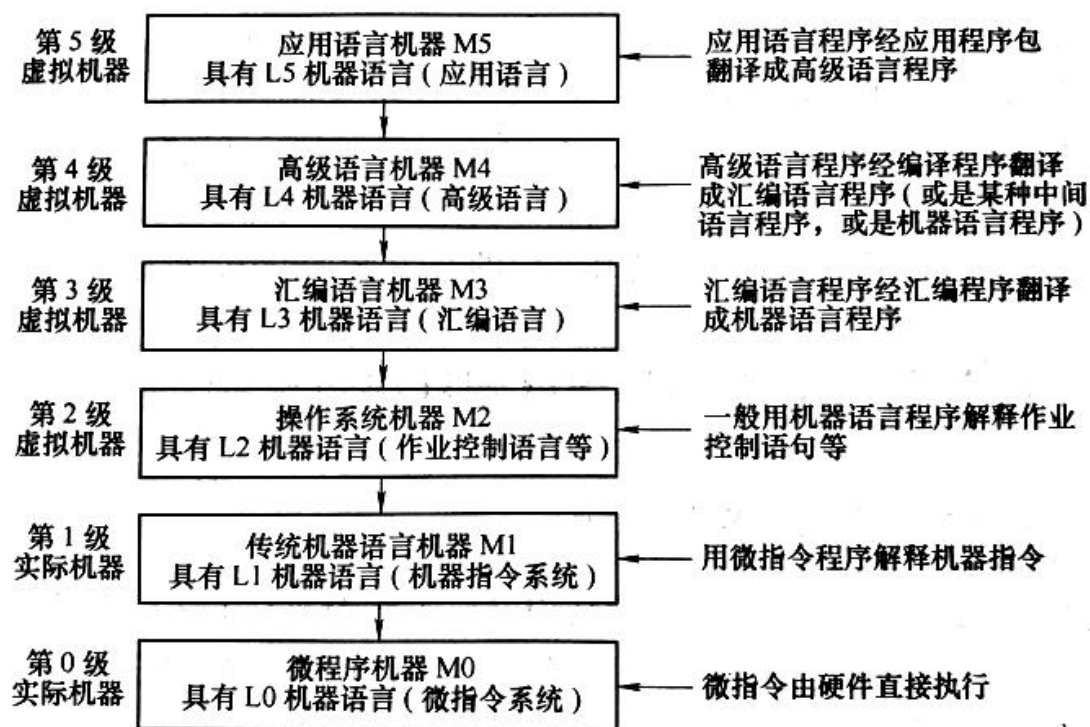 第 5 级
虚拟机器
应用语言机器 M5
具有 L5 机器语言 ( 应用语言 )
应用语言程序经应用程序包
翻译成高级语言程序
第 4 级
虚拟机器
高级语言机器 M4
具有 L4 机器语言 ( 高级语言 )
高级语言程序经编译程序翻译
成汇编语言程序 ( 或是某种中间
语言程序，或是机器语言程序 )
第 3 级
虚拟机器
汇编语言机器 M3
具有 L3 机器语言 ( 汇编语言 )
汇编语言程序经汇编程序翻译
成机器语言程序
第 2 级
虚拟机器
操作系统机器 M2
具有 L2 机器语言 ( 作业控制语言等 )
一般用机器语言程序解释作业
控制语句等
第 1 级
实际机器
传统机器语言机器 M1
具有 L1 机器语言 ( 机器指令系统 )
用微指令程序解释机器指令
第 0 级
实际机器
微程序机器 M0
具有 L0 机器语言 ( 微指令系统 )
微指令由硬件直接执行